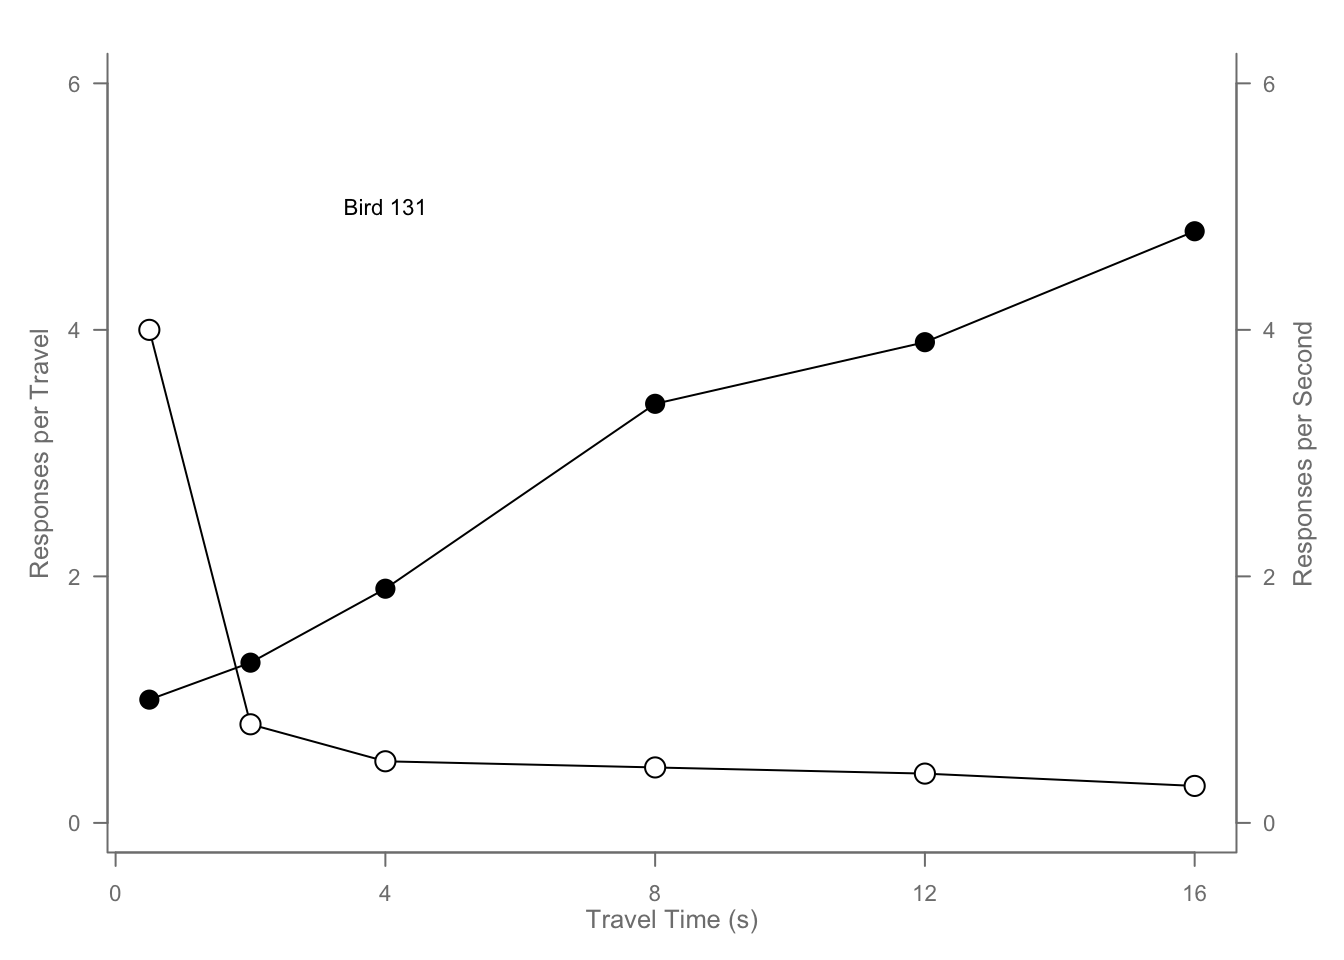 Bird 131
Responses per Travel
6
4
2
0
Responses per Second
6
4
2
0
0 4 8 12 16
Travel Time (s)